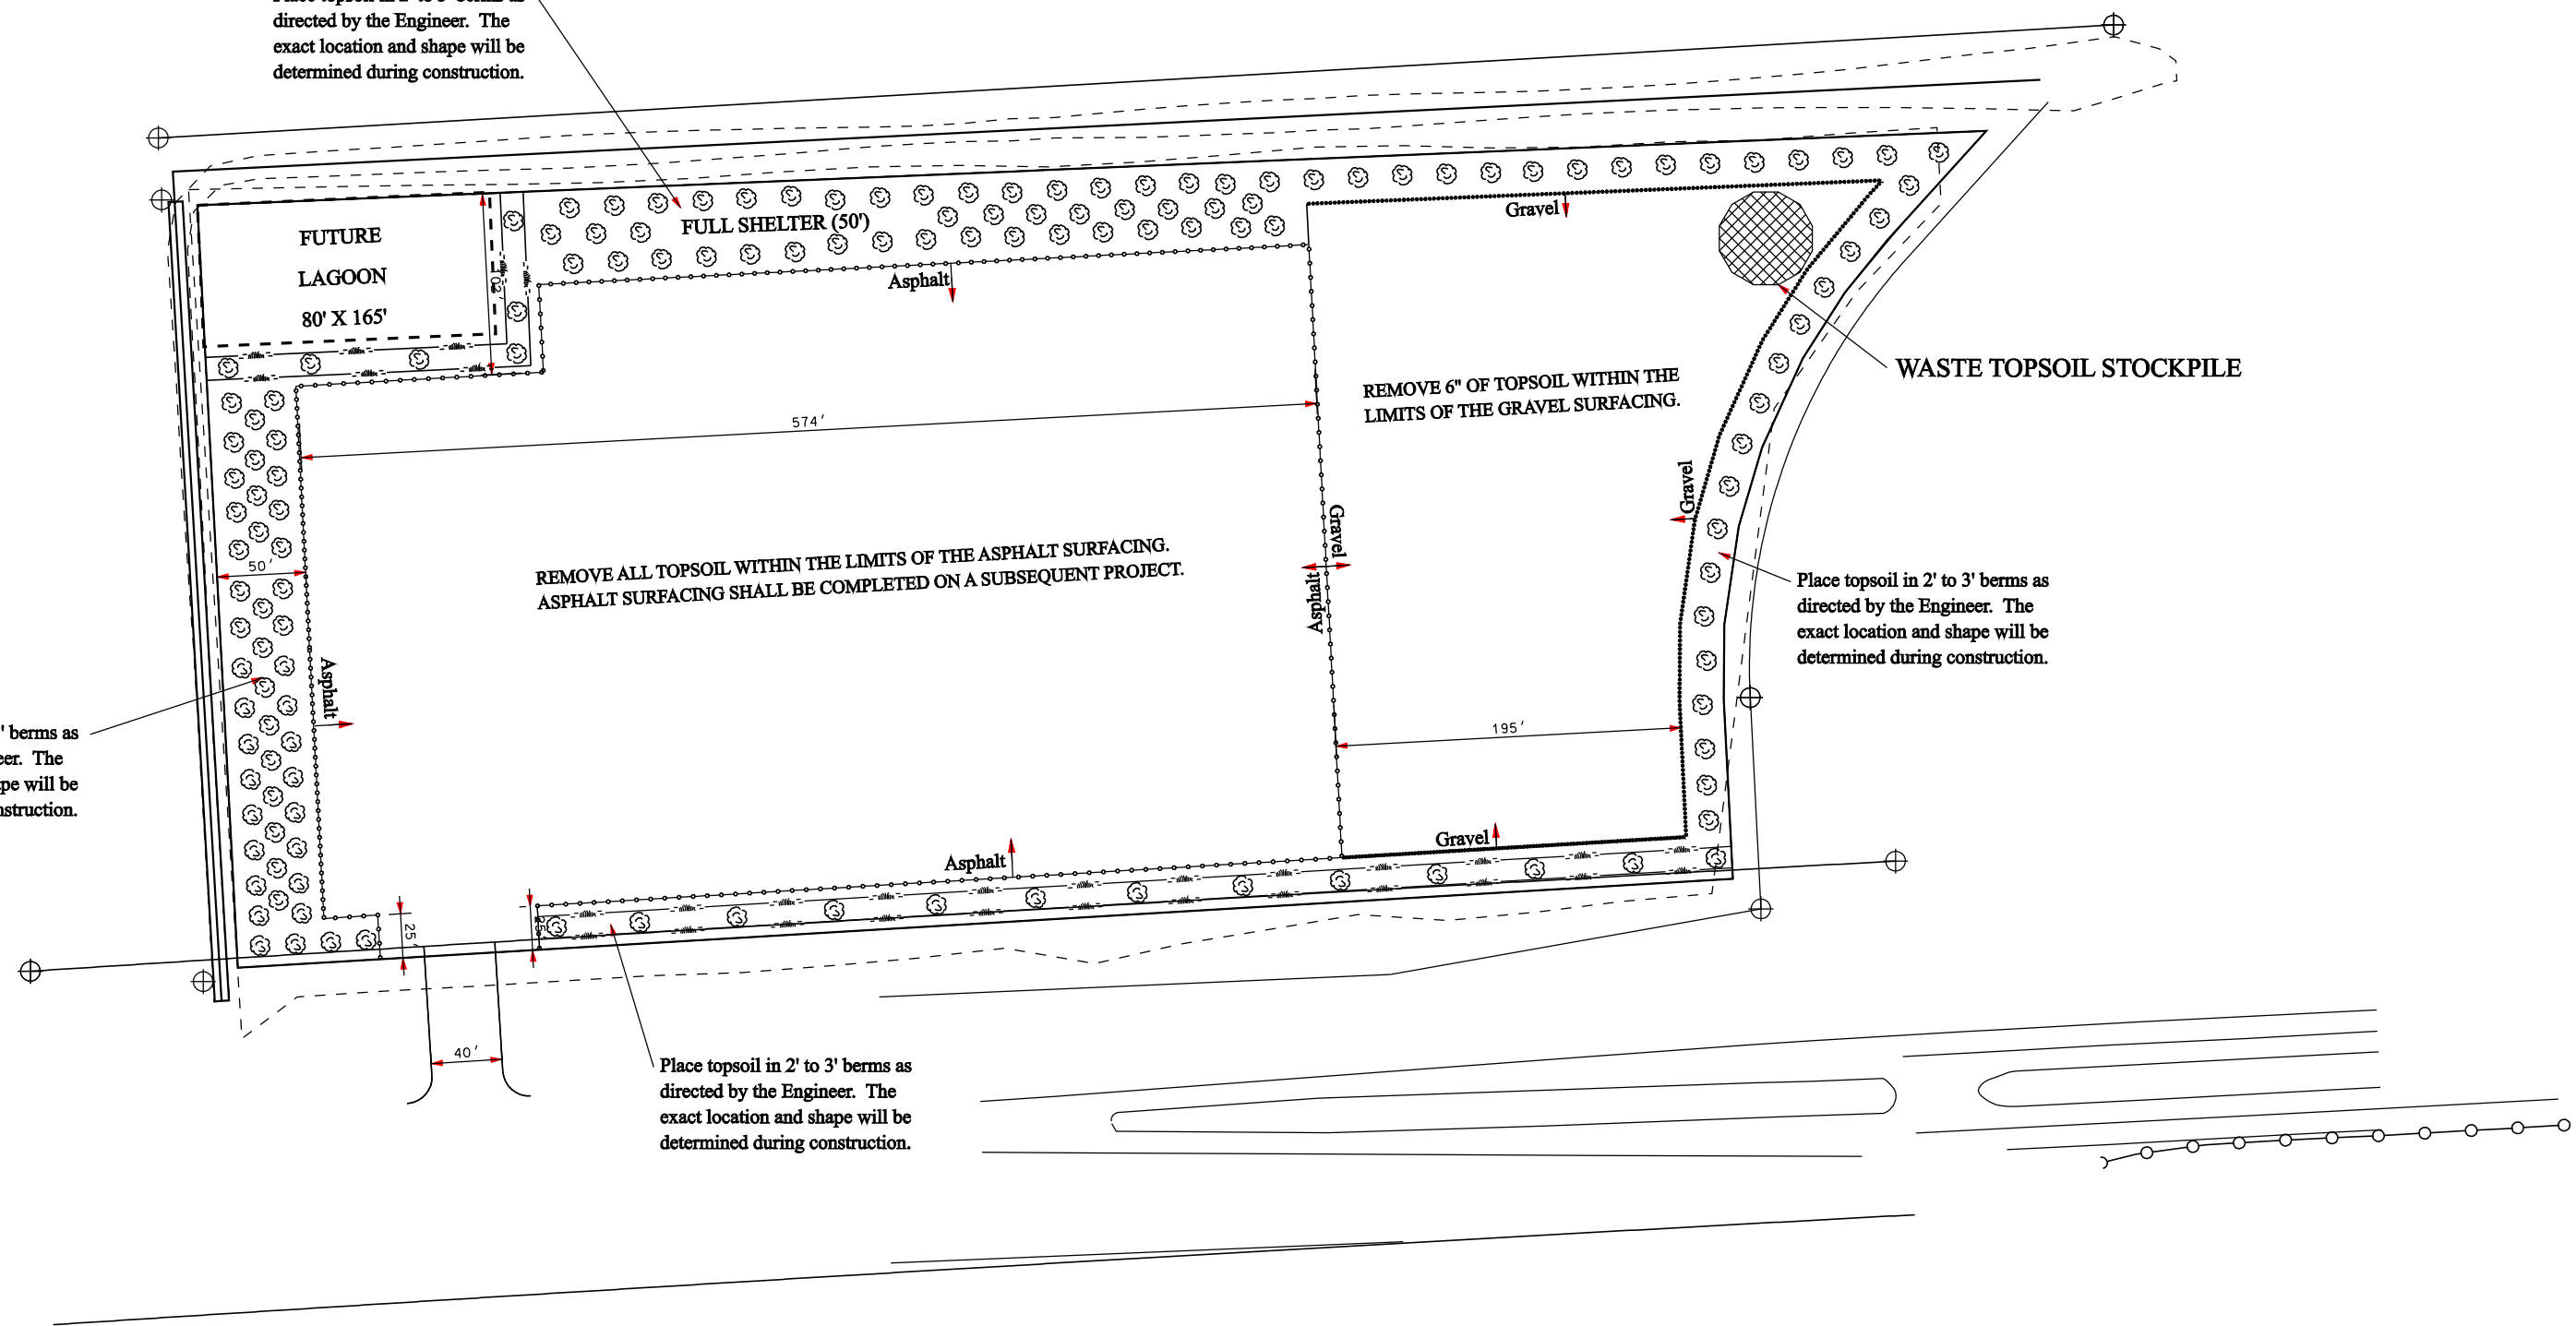 directed by the Engineer. The
exact location and shape will be
determined during construction.
FULL SHELTER (50')
FUTURE
LAGOON
80' X 165'
102'
Asphalt
Gravel
WASTE TOPSOIL STOCKPILE
REMOVE 6" OF TOPSOIL WITHIN THE
LIMITS OF THE GRAVEL SURFACING.
574'
Gravel
Gravel
Asphalt
REMOVE ALL TOPSOIL WITHIN THE LIMITS OF THE ASPHALT SURFACING.
ASPHALT SURFACING SHALL BE COMPLETED ON A SUBSEQUENT PROJECT.
50'
Place topsoil in 2' to 3' berms as
directed by the Engineer. The
exact location and shape will be
determined during construction.
Asphalt
' berms as
The
will be
195'
Gravel
Asphalt
25'
25'
40'
Place topsoil in 2' to 3' berms as
directed by the Engineer. The
exact location and shape will be
determined during construction.